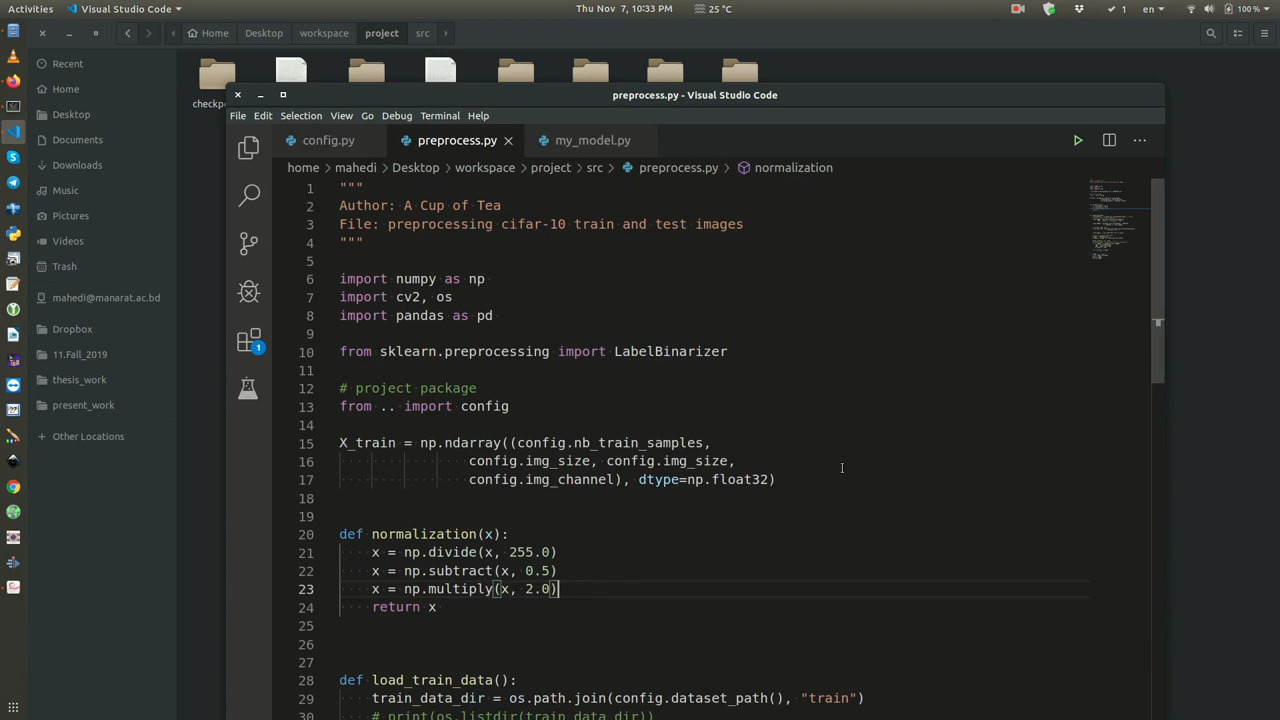 Activities Visual Studio Code Thu Nov 7, 10:33 PM 25 °C 1 en 100 %
Home Desktop workspace project src
Recent
Home
Desktop
Documents
Downloads
Music
Pictures
Videos
Trash
mahedi@manarat.ac.bd
Dropbox
11.Fall_2019
thesis_work
present_work
Other Locations
preprocess.py - Visual Studio Code
File Edit Selection View Go Debug Terminal Help
config.py preprocess.py my_model.py
home mahedi Desktop workspace project src preprocess.py normalization
1 """
2 Author: A Cup of Tea
3 File: preprocessing cifar-10 train and test images
4 """
5
6 import numpy as np
7 import cv2, os
8 import pandas as pd
9
10 from sklearn.preprocessing import LabelBinarizer
11
12 # project package
13 from .. import config
14
15 X_train = np.ndarray((config.nb_train_samples,
16 config.img_size, config.img_size,
17 config.img_channel), dtype=np.float32)
18
19
20 def normalization(x):
21 x = np.divide(x, 255.0)
22 x = np.subtract(x, 0.5)
23 x = np.multiply(x, 2.0)
24 return x
25
26
27
28 def load_train_data():
29 train_data_dir = os.path.join(config.dataset_path(), "train")
30 # print(os.listdir(train_data_dir))
1